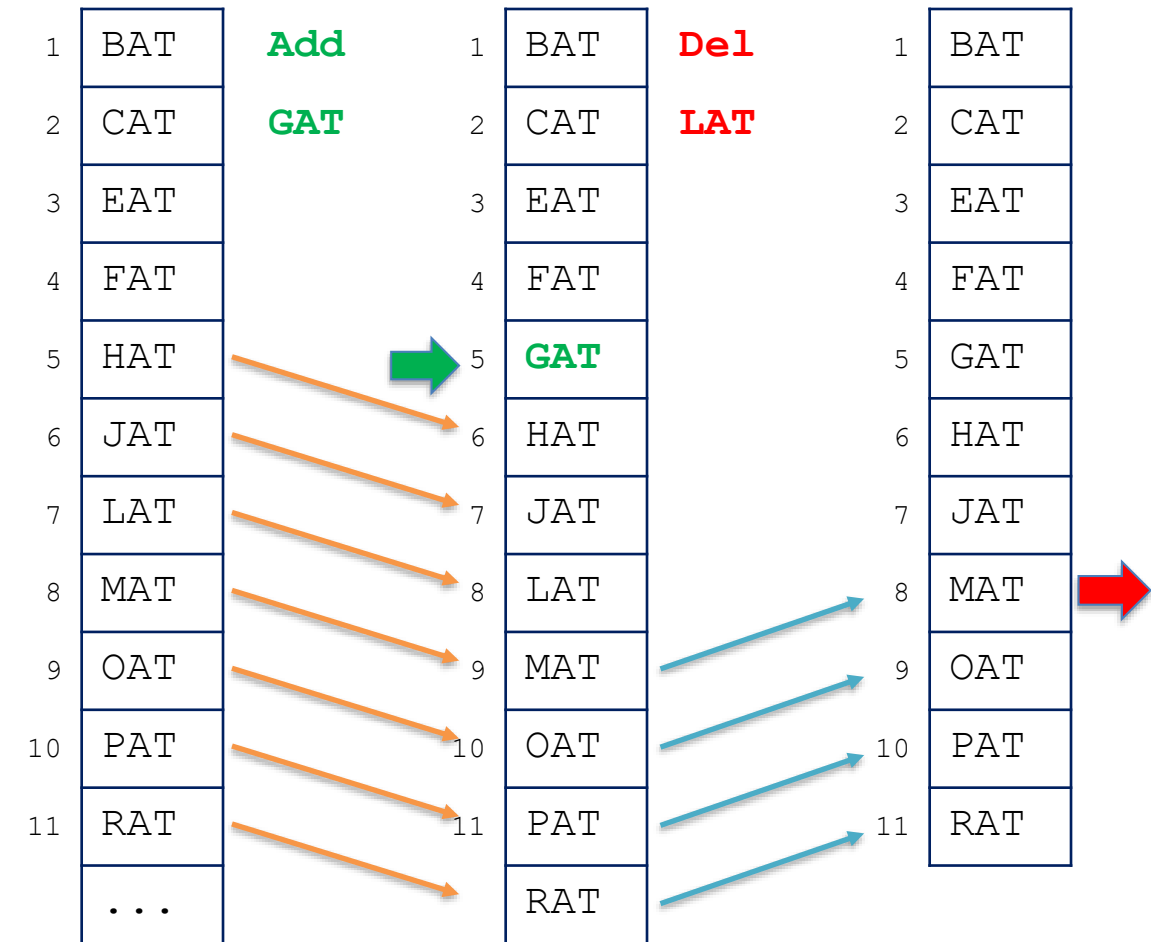 1 BAT Add 1 BAT Del 1 BAT
2 CAT GAT 2 CAT LAT 2 CAT
3 EAT 3 EAT 3 EAT
4 FAT 4 FAT 4 FAT
5 HAT 5 GAT 5 GAT
6 JAT 6 HAT 6 HAT
7 LAT 7 JAT 7 JAT
8 MAT 8 LAT 8 MAT
9 OAT 9 MAT 9 OAT
10 PAT 10 OAT 10 PAT
11 RAT 11 PAT 11 RAT
... RAT